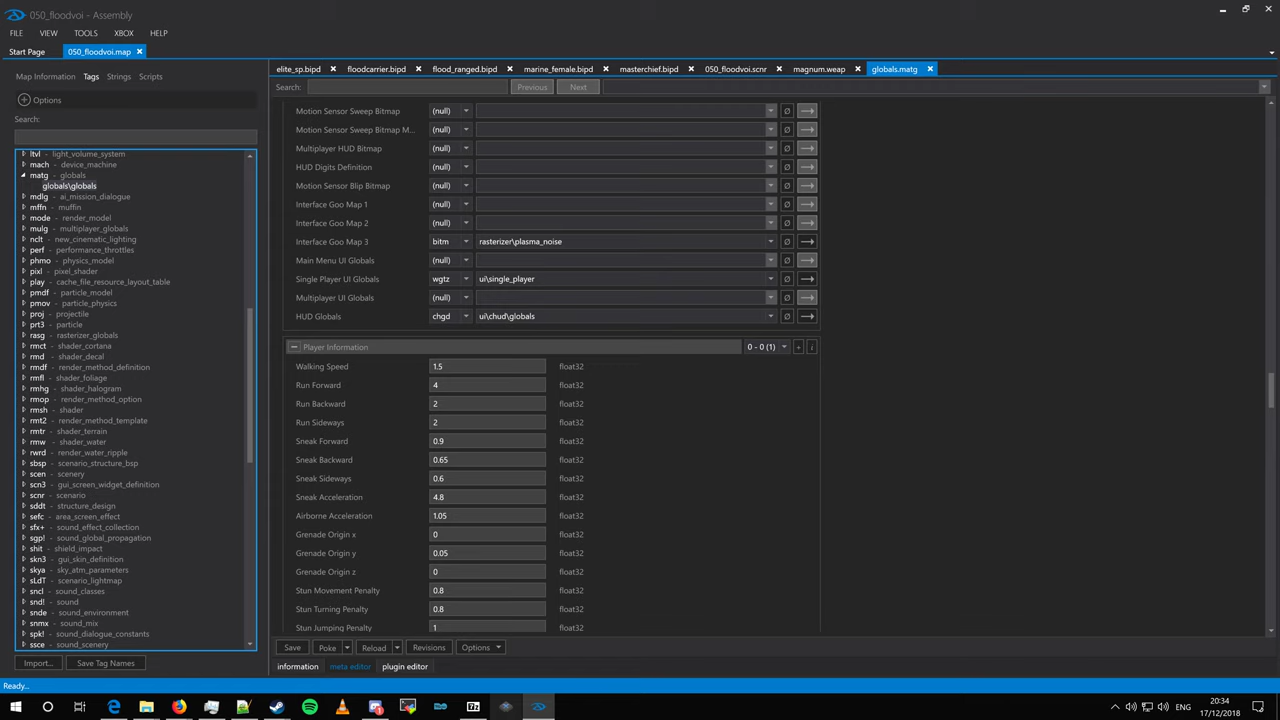 050_floodvoi - Assembly
FILE VIEW TOOLS XBOX HELP
Start Page 050_floodvoi.map
Map Information Tags Strings Scripts
Options
Search:
ltvl - light_volume_system
mach - device_machine
matg - globals
globals\globals
mdlg - ai_mission_dialogue
mffn - muffin
mode - render_model
mulg - multiplayer_globals
nclt - new_cinematic_lighting
perf - performance_throttles
phmo - physics_model
pixl - pixel_shader
play - cache_file_resource_layout_table
pmdf - particle_model
pmov - particle_physics
proj - projectile
prt3 - particle
rasg - rasterizer_globals
rmct - shader_cortana
rmd - shader_decal
rmdf - render_method_definition
rmfl - shader_foliage
rmhg - shader_halogram
rmop - render_method_option
rmsh - shader
rmt2 - render_method_template
rmtr - shader_terrain
rmw - shader_water
rwrd - render_water_ripple
sbsp - scenario_structure_bsp
scen - scenery
scn3 - gui_screen_widget_definition
scnr - scenario
sddt - structure_design
sefc - area_screen_effect
sfx+ - sound_effect_collection
sgp! - sound_global_propagation
shit - shield_impact
skn3 - gui_skin_definition
skya - sky_atm_parameters
sLdT - scenario_lightmap
sncl - sound_classes
snd! - sound
snde - sound_environment
snmx - sound_mix
spk! - sound_dialogue_constants
ssce - sound_scenery
Import... Save Tag Names
elite_sp.bipd floodcarrier.bipd flood_ranged.bipd marine_female.bipd masterchief.bipd 050_floodvoi.scnr magnum.weap globals.matg
Search: Previous Next
Motion Sensor Sweep Bitmap (null)
Motion Sensor Sweep Bitmap M... (null)
Multiplayer HUD Bitmap (null)
HUD Digits Definition (null)
Motion Sensor Blip Bitmap (null)
Interface Goo Map 1 (null)
Interface Goo Map 2 (null)
Interface Goo Map 3 bitm rasterizer\plasma_noise
Main Menu UI Globals (null)
Single Player UI Globals wgtz ui\single_player
Multiplayer UI Globals (null)
HUD Globals chgd ui\chud\globals
Player Information 0 - 0 (1) + i
Walking Speed 1.5 float32
Run Forward 4 float32
Run Backward 2 float32
Run Sideways 2 float32
Sneak Forward 0.9 float32
Sneak Backward 0.65 float32
Sneak Sideways 0.6 float32
Sneak Acceleration 4.8 float32
Airborne Acceleration 1.05 float32
Grenade Origin x 0 float32
Grenade Origin y 0.05 float32
Grenade Origin z 0 float32
Stun Movement Penalty 0.8 float32
Stun Turning Penalty 0.8 float32
Stun Jumping Penalty 1 float32
Save Poke Reload Revisions Options
information meta editor plugin editor
Ready...
ENG
20:34
17/12/2018